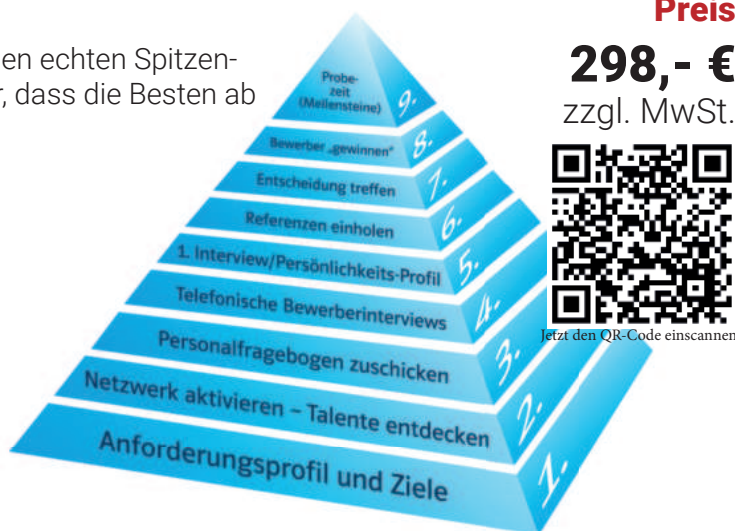 en echten Spitzen-
, dass die Besten ab
Preis
298,- €
zzgl. MwSt.
Jetzt den QR-Code einscannen
Probe-
zeit
(Meilensteine) 9.
Bewerber „gewinnen“ 8.
Entscheidung treffen 7.
Referenzen einholen 6.
1. Interview/Persönlichkeits-Profil 5.
Telefonische Bewerberinterviews 4.
Personalfragebogen zuschicken 3.
Netzwerk aktivieren – Talente entdecken 2.
Anforderungsprofil und Ziele 1.